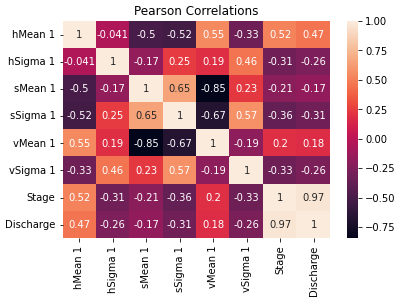 Pearson Correlations
hMean 1 1 -0.041 -0.5 -0.52 0.55 -0.33 0.52 0.47
hSigma 1 -0.041 1 -0.17 0.25 0.19 0.46 -0.31 -0.26
sMean 1 -0.5 -0.17 1 0.65 -0.85 0.23 -0.21 -0.17
sSigma 1 -0.52 0.25 0.65 1 -0.67 0.57 -0.36 -0.31
vMean 1 0.55 0.19 -0.85 -0.67 1 -0.19 0.2 0.18
vSigma 1 -0.33 0.46 0.23 0.57 -0.19 1 -0.33 -0.26
Stage 0.52 -0.31 -0.21 -0.36 0.2 -0.33 1 0.97
Discharge 0.47 -0.26 -0.17 -0.31 0.18 -0.26 0.97 1
hMean 1 hSigma 1 sMean 1 sSigma 1 vMean 1 vSigma 1 Stage Discharge
1.00
0.75
0.50
0.25
0.00
-0.25
-0.50
-0.75